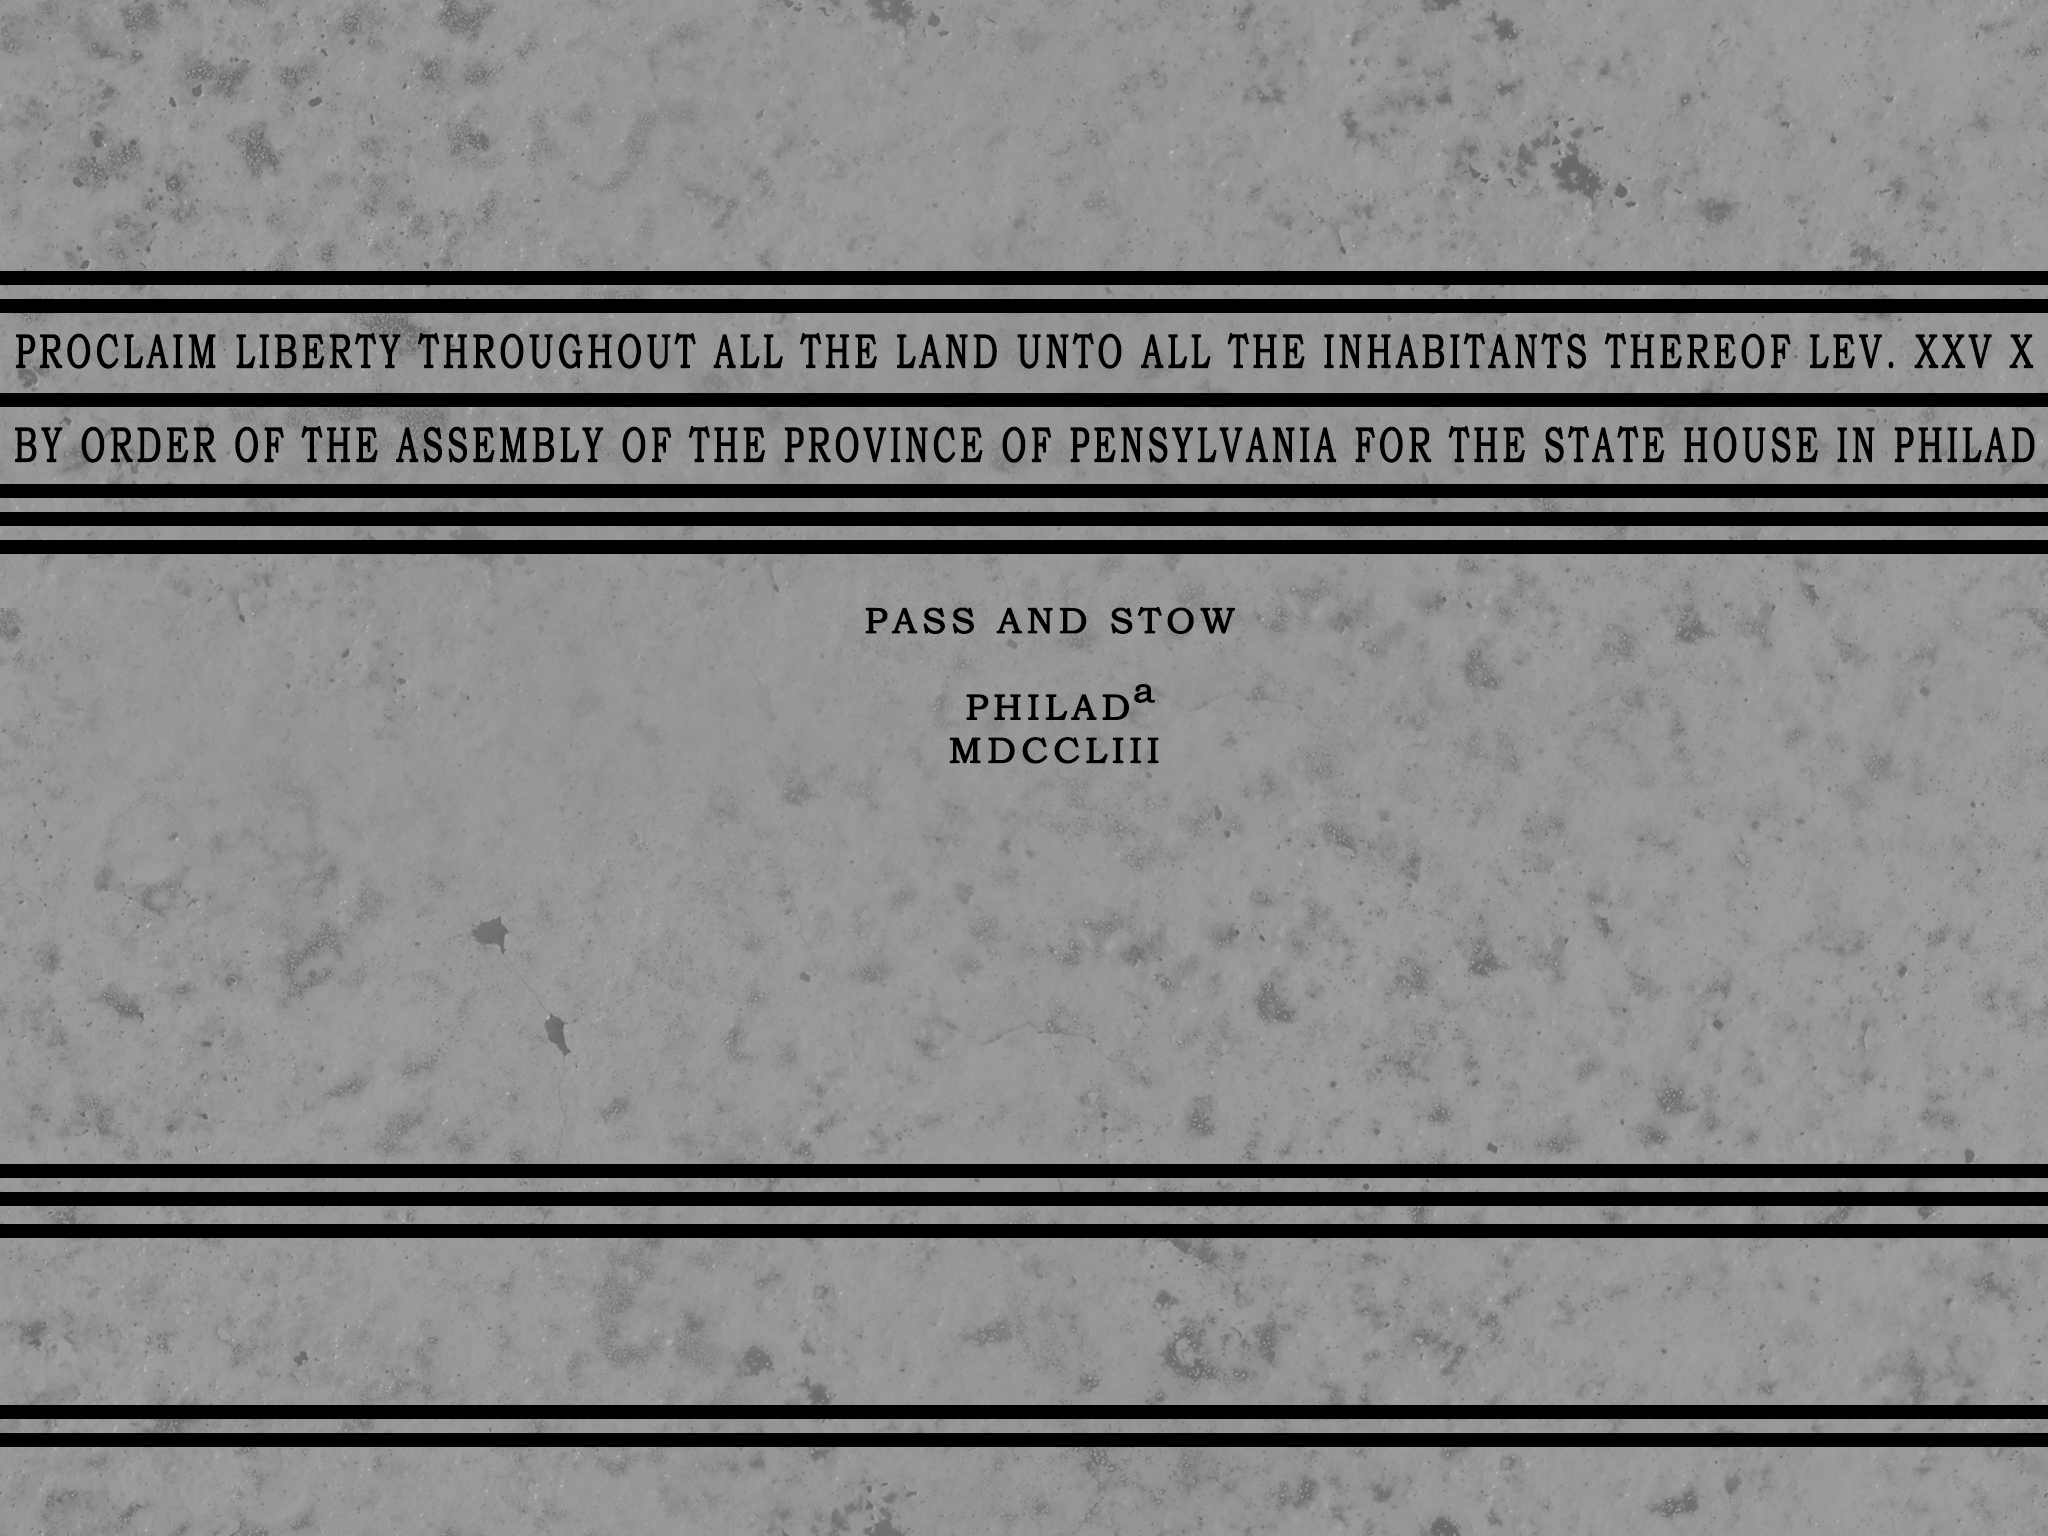 PROCLAIM LIBERTY THROUGHOUT ALL THE LAND UNTO ALL THE INHABITANTS THEREOF LEV. XXV X
BY ORDER OF THE ASSEMBLY OF THE PROVINCE OF PENSYLVANIA FOR THE STATE HOUSE IN PHILAD
PASS AND STOW
PHILADᵃ
MDCCLIII